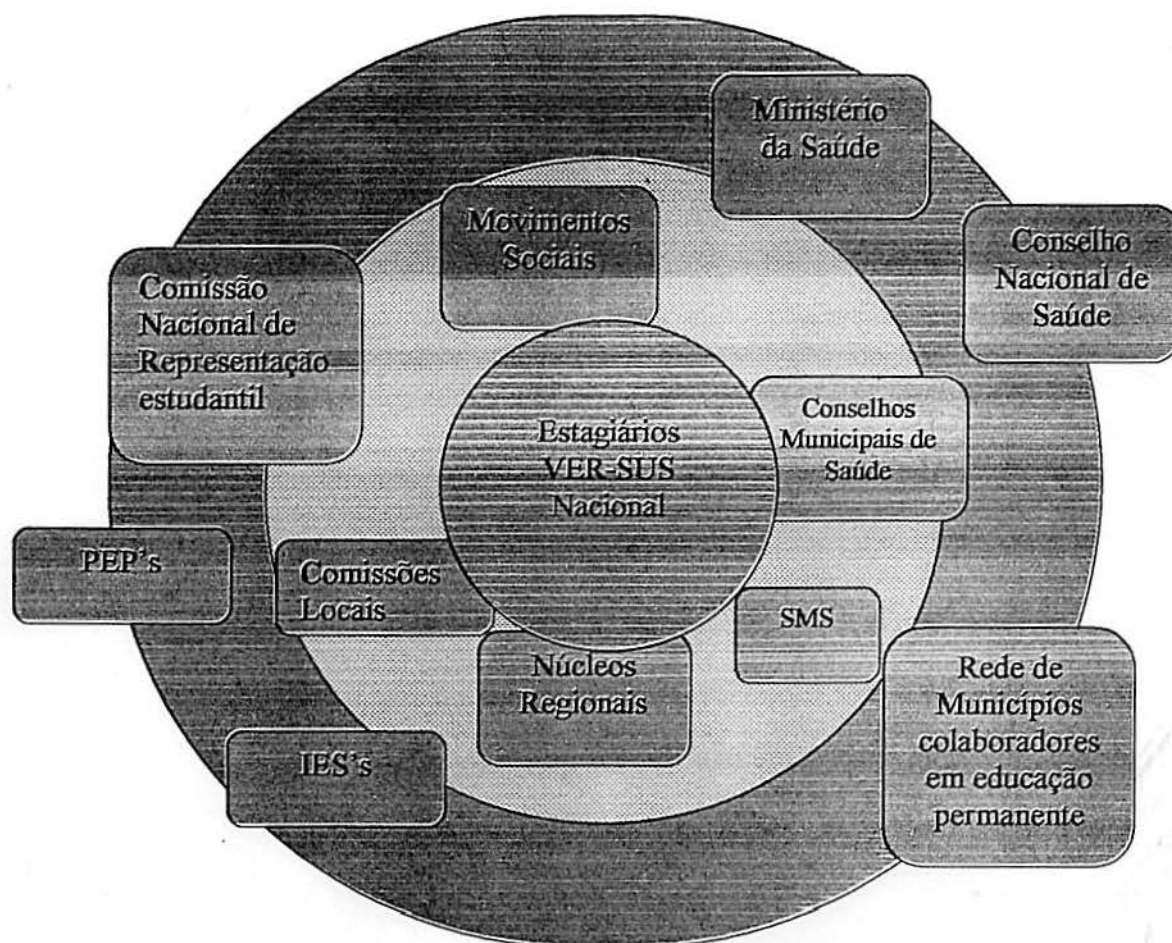 Ministério
da Saúde
Movimentos
Sociais
Conselho
Nacional de
Saúde
Comissão
Nacional de
Representação
estudantil
Estagiários
VER-SUS
Nacional
Conselhos
Municipais de
Saúde
PEP's
Comissões
Locais
SMS
Núcleos
Regionais
Rede de
Municípios
colaboradores
em educação
permanente
IES's